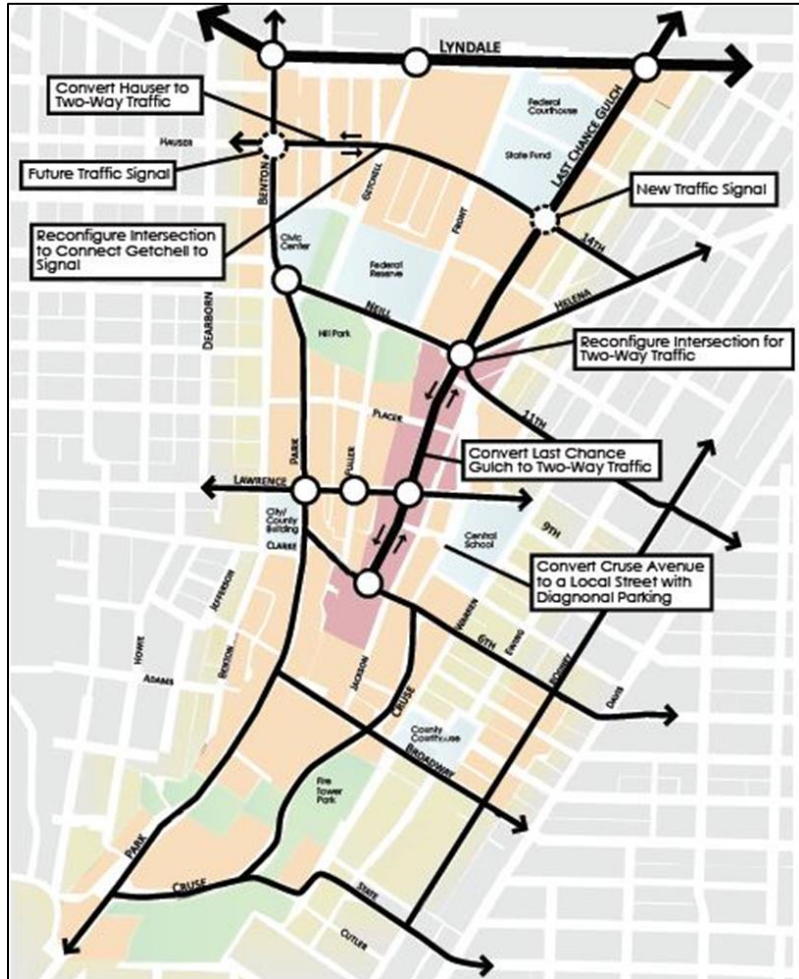 LYNDALE
Convert Hauser to
Two-Way Traffic
Federal
Courthouse
LAST CHANCE GULCH
HAUSER
State Fund
Future Traffic Signal
BENTON
GETCHELL
New Traffic Signal
FRONT
14TH
Reconfigure Intersection
to Connect Getchell to
Signal
Civic
Center
Federal
Reserve
HELENA
NEILL
DEARBORN
Hill Park
Reconfigure Intersection for
Two-Way Traffic
PLACER
11TH
PARK
FULLER
Convert Last Chance
Gulch to Two-Way Traffic
LAWRENCE
City/
County
Building
CLARKE
Central
School
9TH
Convert Cruse Avenue
to a Local Street with
Diagnonal Parking
JEFFERSON
WARREN
EWING
6TH
HOWIE
BENTON
ADAMS
JACKSON
CRUSE
RODNEY
DAVIS
County
Courthouse
BROADWAY
Fire
Tower
Park
PARK
CRUSE
STATE
CUTLER